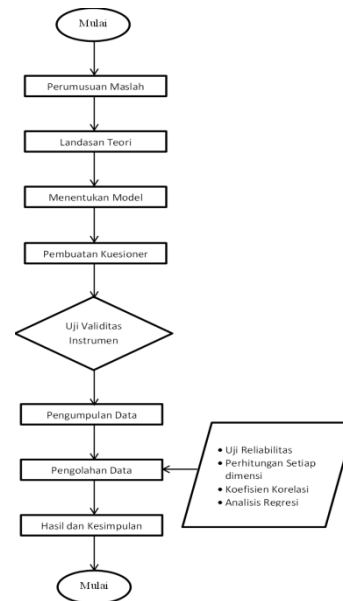 Mulai
Perumusuan Maslah
Landasan Teori
Menentukan Model
Pembuatan Kuesioner
Uji Validitas
Instrumen
Pengumpulan Data
Pengolahan Data
• Uji Reliabilitas
• Perhitungan Setiap
dimensi
• Koefisien Korelasi
• Analisis Regresi
Hasil dan Kesimpulan
Mulai